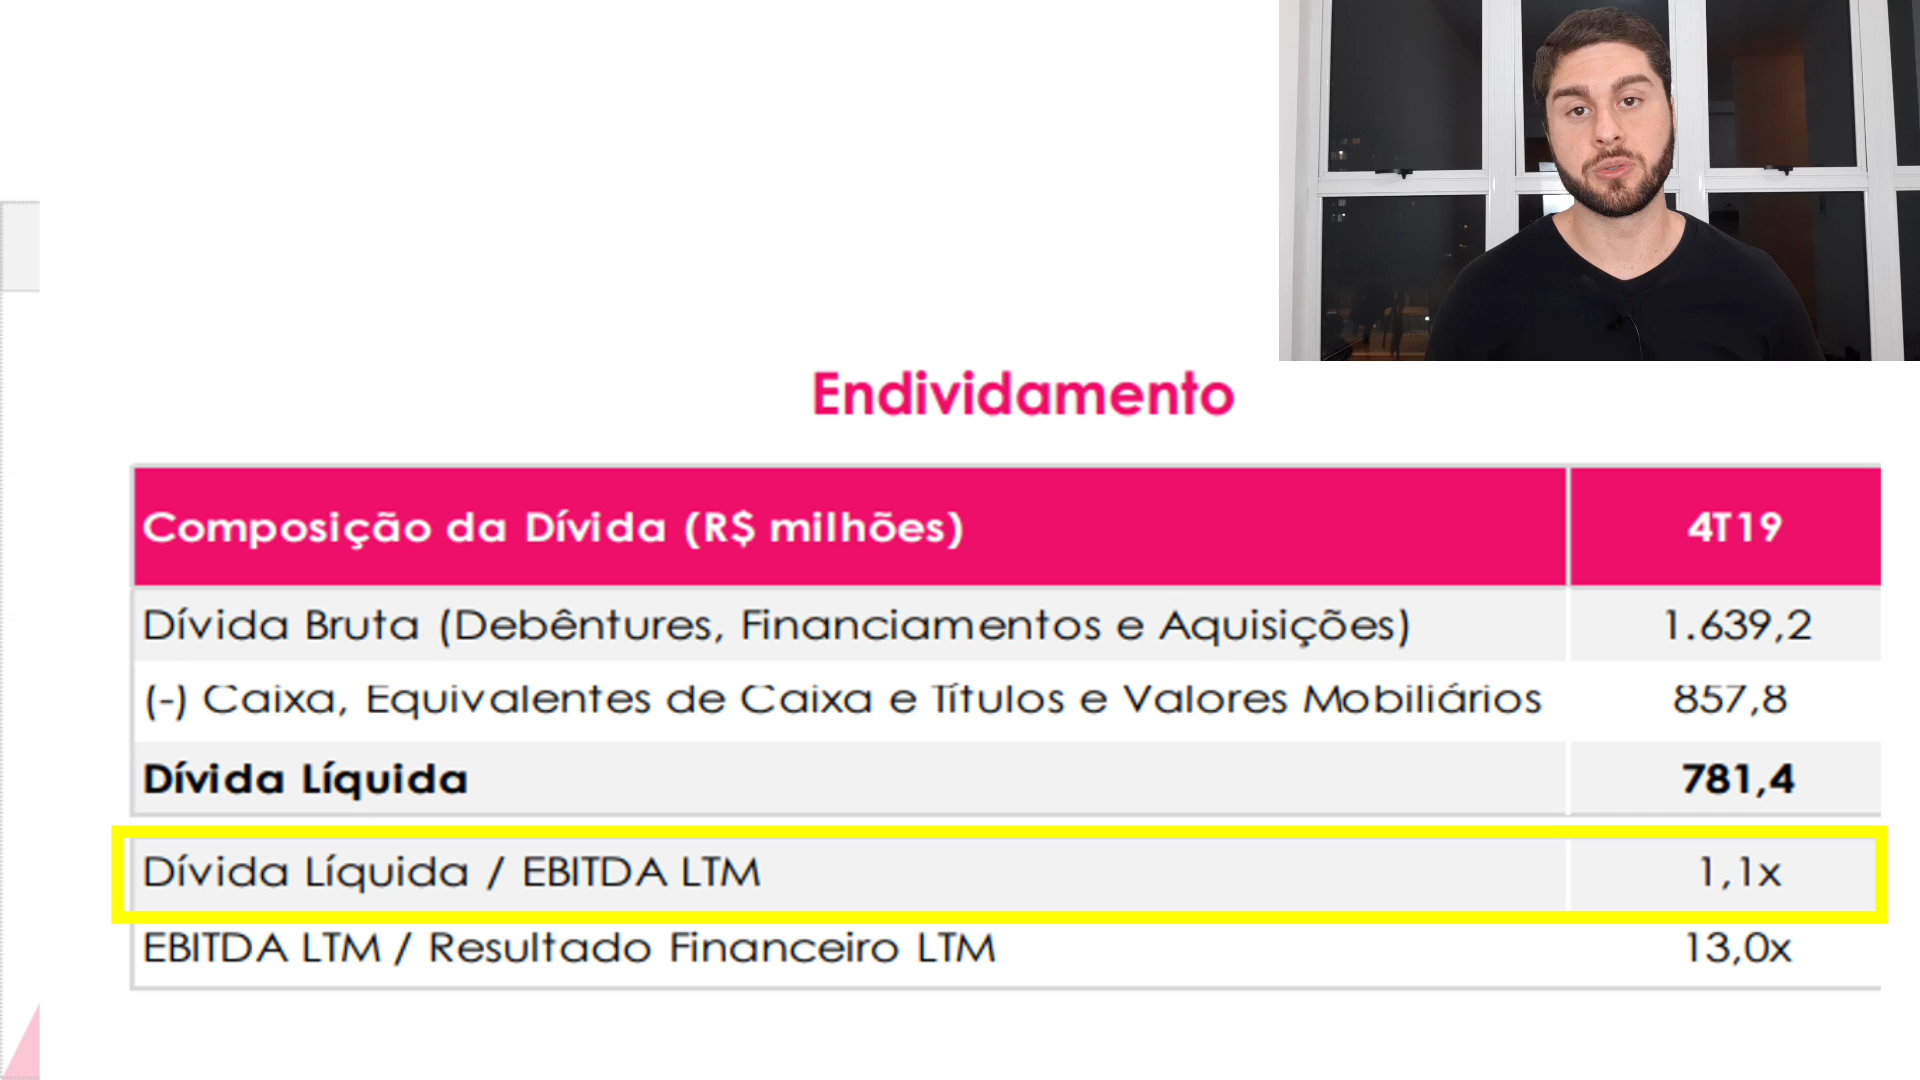 Endividamento
Composição da Dívida (R$ milhões) 4T19
Dívida Bruta (Debêntures, Financiamentos e Aquisições) 1.639,2
(-) Caixa, Equivalentes de Caixa e Títulos e Valores Mobiliários 857,8
Dívida Líquida 781,4
Dívida Líquida / EBITDA LTM 1,1x
EBITDA LTM / Resultado Financeiro LTM 13,0x